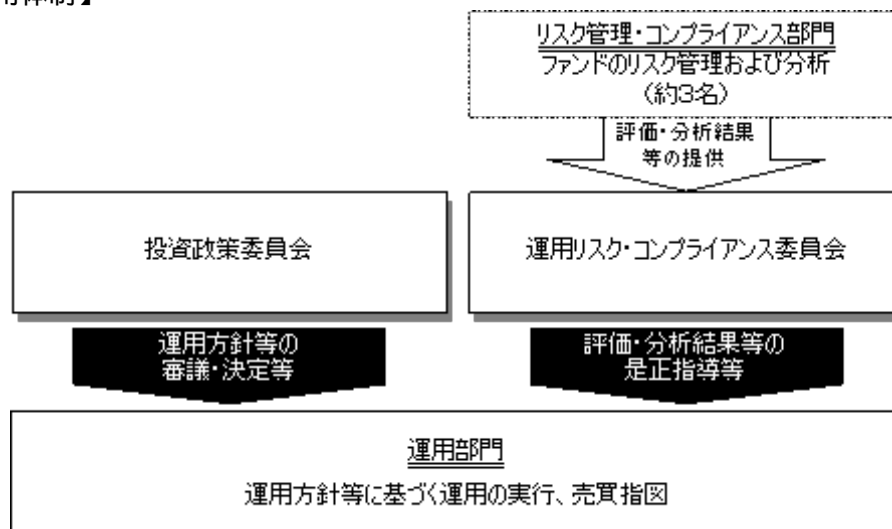 リスク管理・コンプライアンス部門
ファンドのリスク管理および分析
(約3名)
評価・分析結果
等の提供
投資政策委員会
運用リスク・コンプライアンス委員会
運用方針等の
審議・決定等
評価・分析結果等の
是正指導等
運用部門
運用方針等に基づく運用の実行、売買指図